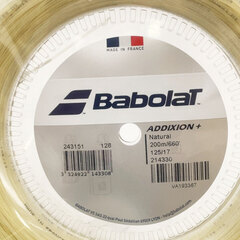 MADE IN FRANCE
BabolaT
ADDIXION +
Natural
200m/660'
125/17
214330
243151 128
3 324922 143308
VA193367